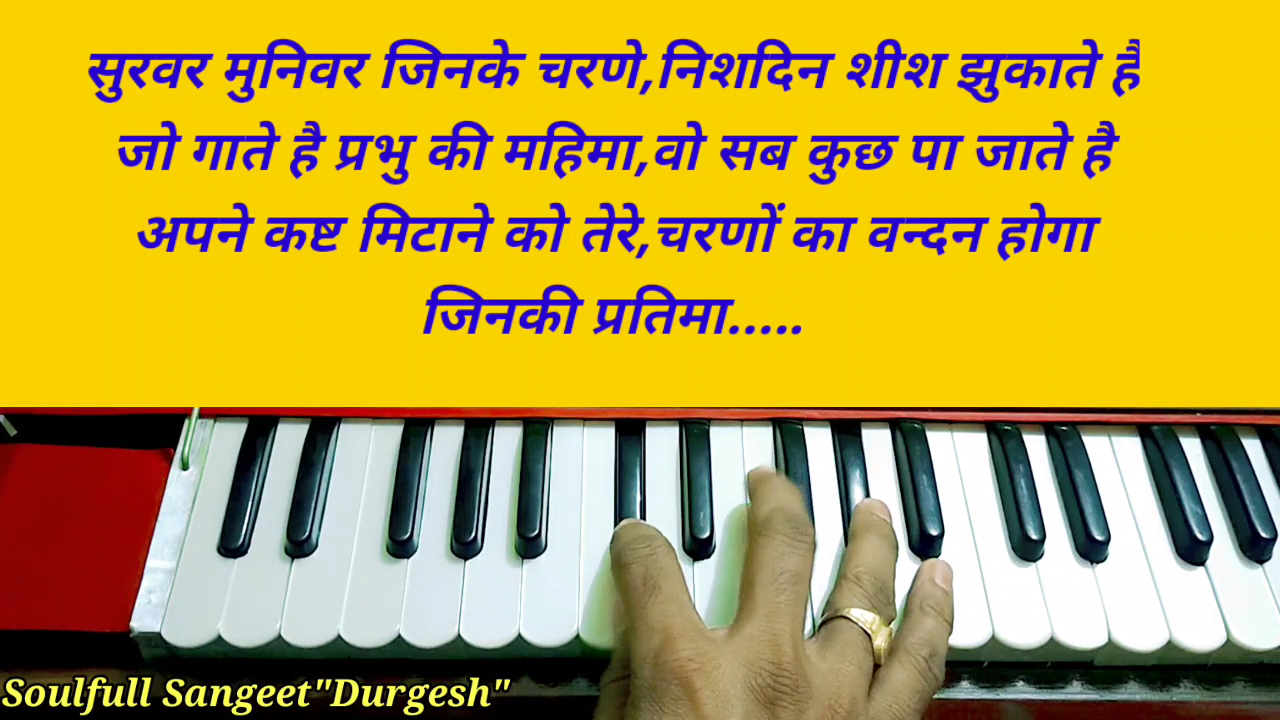 सुरवर मुनिवर जिनके चरणे,निशदिन शीश झुकाते है
जो गाते है प्रभु की महिमा,वो सब कुछ पा जाते है
अपने कष्ट मिटाने को तेरे,चरणों का वन्दन होगा
जिनकी प्रतिमा.....
Soulfull Sangeet"Durgesh"